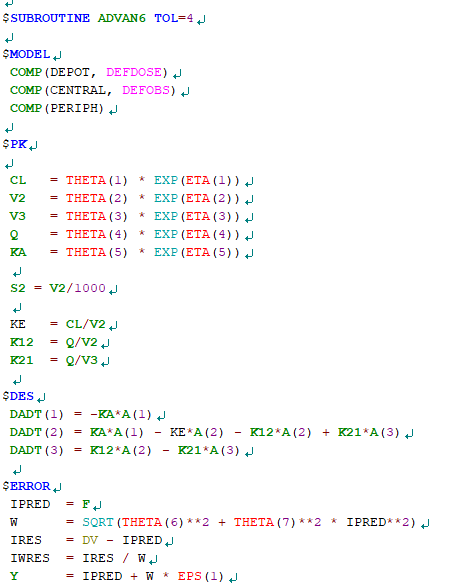 $SUBROUTINE ADVAN6 TOL=4
$MODEL
COMP(DEPOT, DEFDOSE)
COMP(CENTRAL, DEFOBS)
COMP(PERIPH)
$PK
CL = THETA(1) * EXP(ETA(1))
V2 = THETA(2) * EXP(ETA(2))
V3 = THETA(3) * EXP(ETA(3))
Q = THETA(4) * EXP(ETA(4))
KA = THETA(5) * EXP(ETA(5))
S2 = V2/1000
KE = CL/V2
K12 = Q/V2
K21 = Q/V3
$DES
DADT(1) = -KA*A(1)
DADT(2) = KA*A(1) - KE*A(2) - K12*A(2) + K21*A(3)
DADT(3) = K12*A(2) - K21*A(3)
$ERROR
IPRED = F
W = SQRT(THETA(6)**2 + THETA(7)**2 * IPRED**2)
IRES = DV - IPRED
IWRES = IRES / W
Y = IPRED + W * EPS(1)